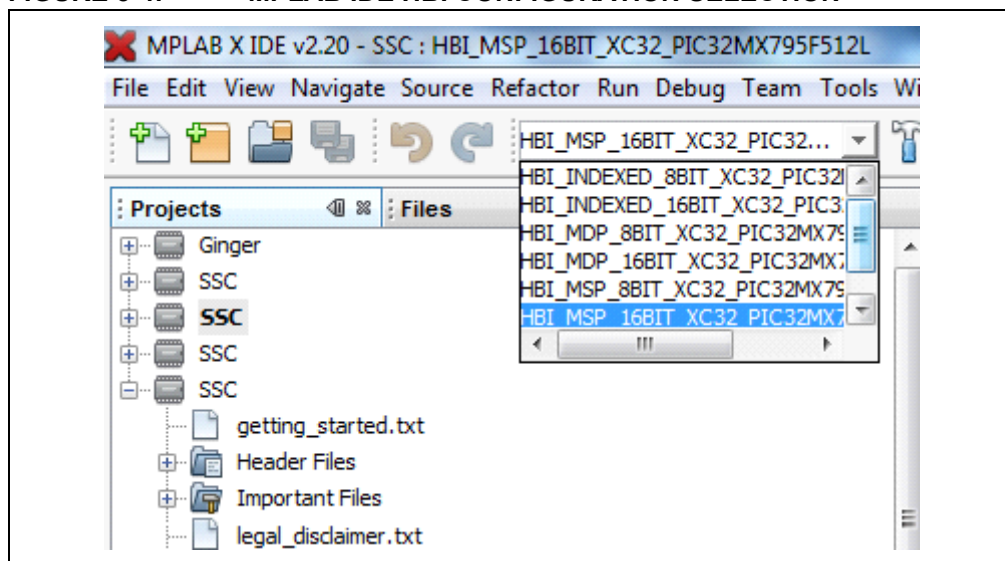 MPLAB X IDE v2.20 - SSC : HBI_MSP_16BIT_XC32_PIC32MX795F512L
File Edit View Navigate Source Refactor Run Debug Team Tools Wi
HBI_MSP_16BIT_XC32_PIC32...
HBI_INDEXED_8BIT_XC32_PIC32
HBI_INDEXED_16BIT_XC32_PIC3
HBI_MDP_8BIT_XC32_PIC32MX79
HBI_MDP_16BIT_XC32_PIC32MX7
HBI_MSP_8BIT_XC32_PIC32MX79
HBI_MSP_16BIT_XC32_PIC32MX7
Projects Files
Ginger
SSC
SSC
SSC
SSC
getting_started.txt
Header Files
Important Files
legal_disclaimer.txt